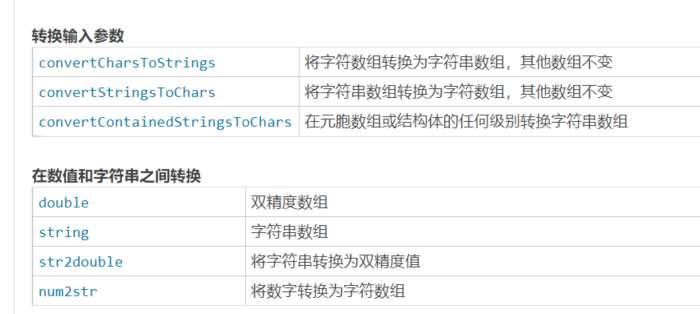 转换输入参数
convertCharsToStrings 将字符数组转换为字符串数组，其他数组不变
convertStringsToChars 将字符串数组转换为字符数组，其他数组不变
convertContainedStringsToChars 在元胞数组或结构体的任何级别转换字符串数组
在数值和字符串之间转换
double 双精度数组
string 字符串数组
str2double 将字符串转换为双精度值
num2str 将数字转换为字符数组